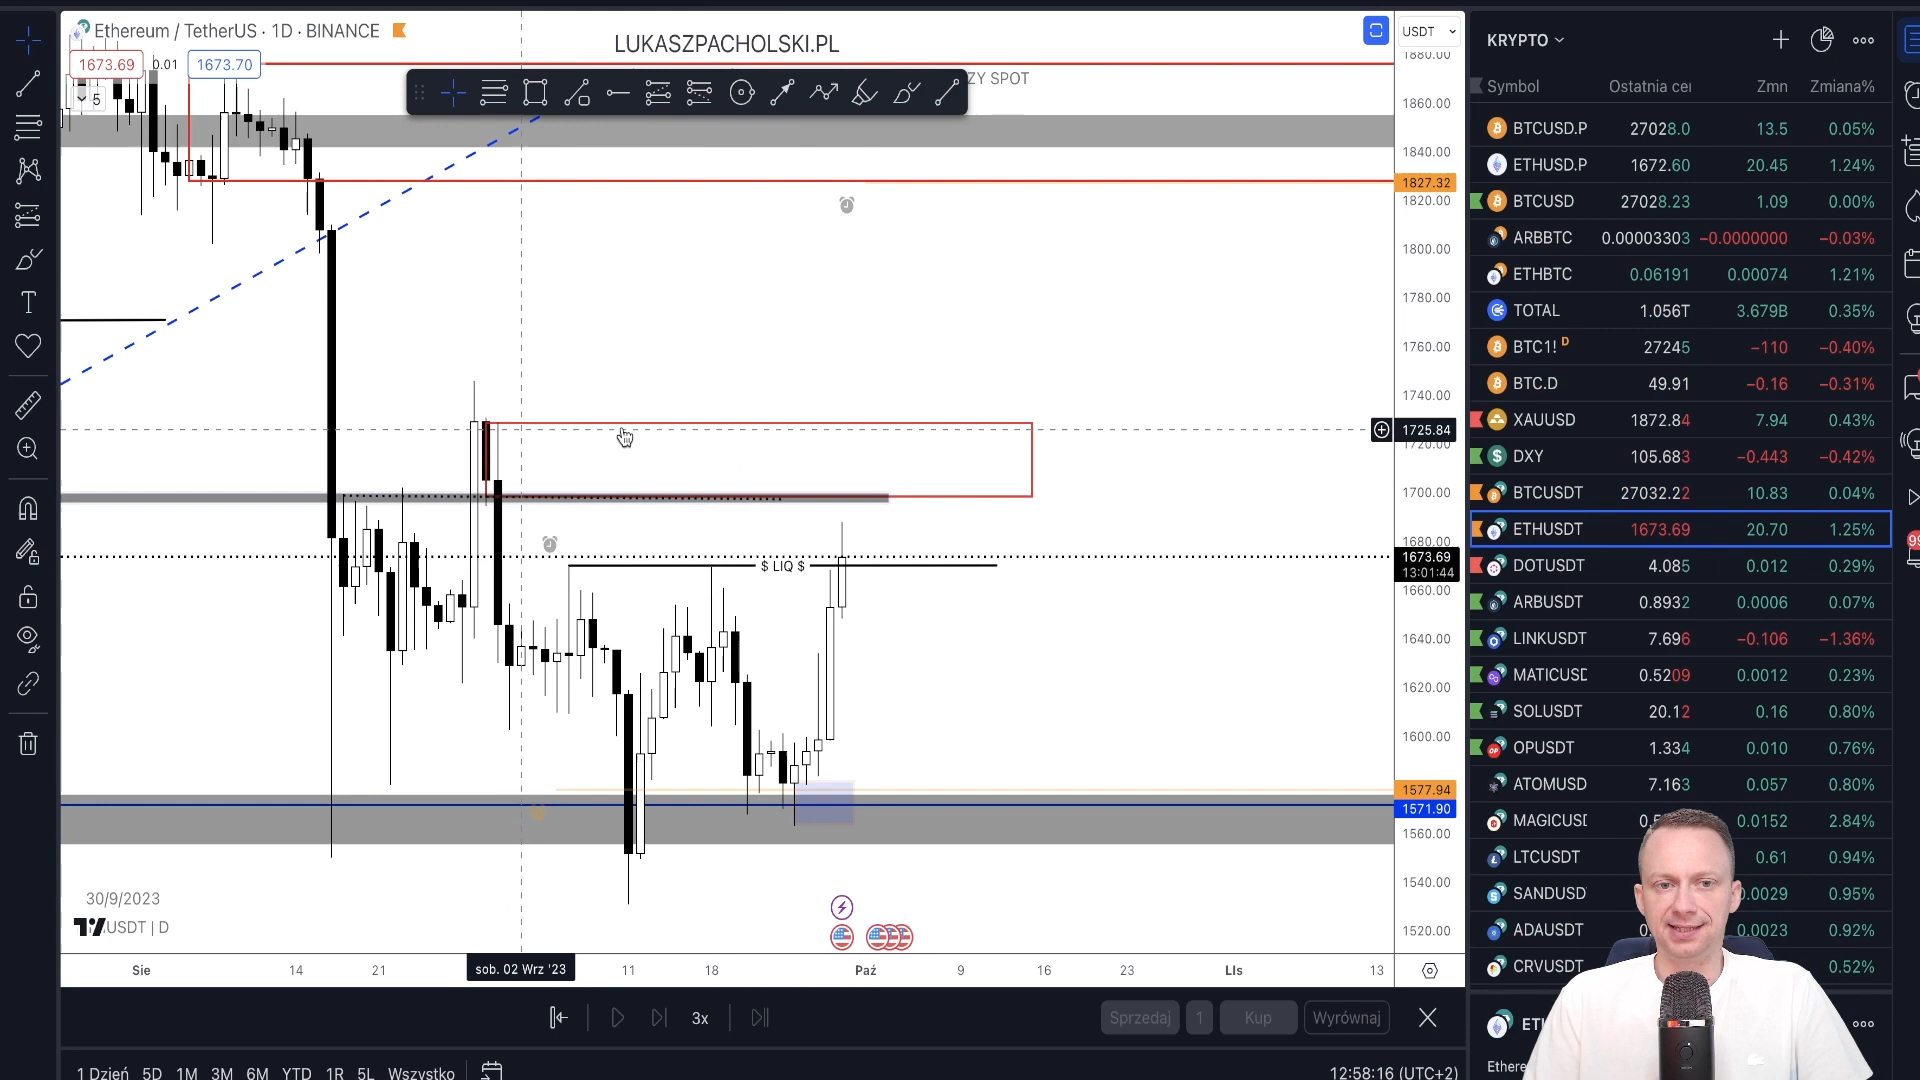 Ethereum / TetherUS · 1D · BINANCE
LUKASZPACHOLSKI.PL
USDT
1673.69
0.01
1673.70
5
ZY SPOT
1880.00
1860.00
1840.00
1827.32
1820.00
1800.00
1780.00
1760.00
1740.00
1725.84
1720.00
1700.00
1680.00
1673.69
13:01:44
1660.00
1640.00
1620.00
1600.00
1577.94
1571.90
1560.00
1540.00
1520.00
$ LIQ $
30/9/2023
USDT | D
Sie
14
21
sob. 02 Wrz '23
11
18
Paź
9
16
23
LIs
13
3x
Sprzedaj
1
Kup
Wyrównaj
1 Dzień 5D 1M 3M 6M YTD 1R 5L Wszystko
12:58:16 (UTC+2)
KRYPTO
Symbol Ostatnia cei Zmn Zmiana%
BTCUSD.P 27028.0 13.5 0.05%
ETHUSD.P 1672.60 20.45 1.24%
BTCUSD 27028.23 1.09 0.00%
ARBBTC 0.00003303 −0.0000000 −0.03%
ETHBTC 0.06191 0.00074 1.21%
TOTAL 1.056T 3.679B 0.35%
BTC1! D 27245 −110 −0.40%
BTC.D 49.91 −0.16 −0.31%
XAUUSD 1872.84 7.94 0.43%
DXY 105.683 −0.443 −0.42%
BTCUSDT 27032.22 10.83 0.04%
ETHUSDT 1673.69 20.70 1.25%
DOTUSDT 4.085 0.012 0.29%
ARBUSDT 0.8932 0.0006 0.07%
LINKUSDT 7.696 −0.106 −1.36%
MATICUSD 0.5209 0.0012 0.23%
SOLUSDT 20.12 0.16 0.80%
OPUSDT 1.334 0.010 0.76%
ATOMUSD 7.163 0.057 0.80%
MAGICUSD 0.5 0.0152 2.84%
LTCUSDT 0.61 0.94%
SANDUSD 0.0029 0.95%
ADAUSDT 0. 0.0023 0.92%
CRVUSDT 0.52%
ET
Ethere